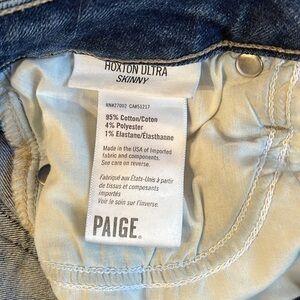 HOXTON ULTRA
SKINNY
RN#27002 CA#51217
95% Cotton/Coton
4% Polyester
1% Elastane/Elasthanne
Made in the USA of Imported
fabric and components.
See care on reverse.
Fabriqué aux États-Unis à partir
de tissus et composants
importés
Voir le soin sur l'inverse.
PAIGE